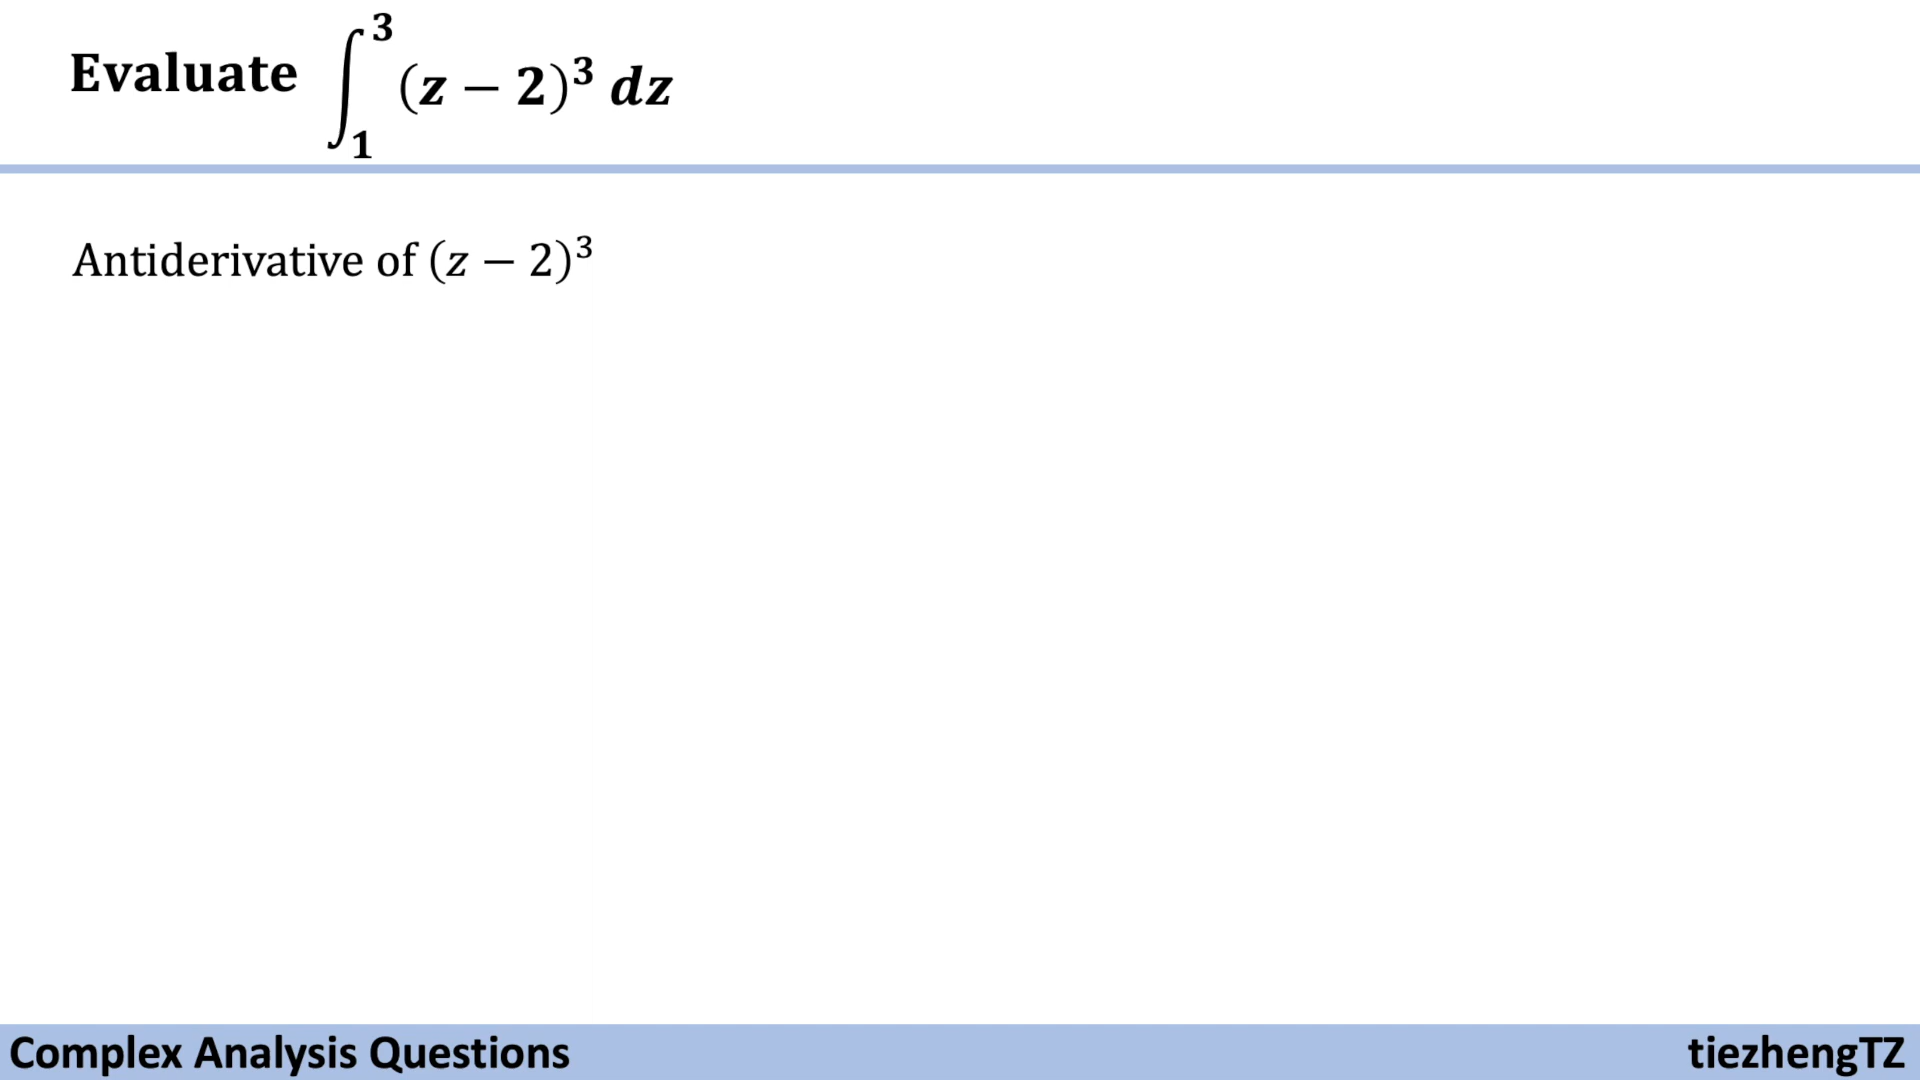 Evaluate ∫₁³ (z − 2)³ dz
Antiderivative of (z − 2)³
Complex Analysis Questions
tiezhengTZ